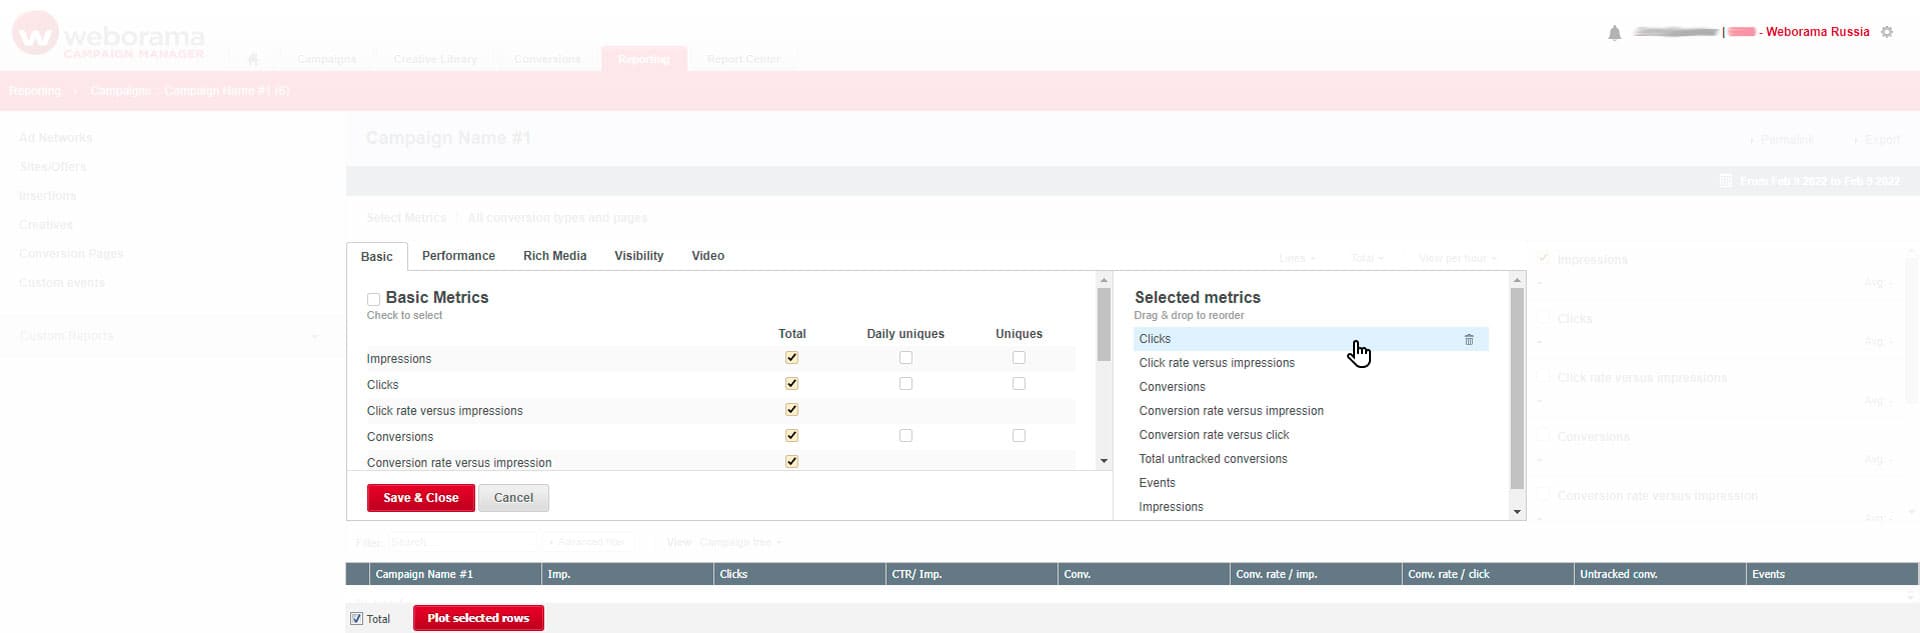 weborama
CAMPAIGN MANAGER
Campaigns
Creative Library
Conversions
Reporting
Report Center
| - Weborama Russia
Reporting › Campaigns : Campaign Name #1 (6)
Ad Networks
Sites/Offers
Insertions
Creatives
Conversion Pages
Custom events
Custom Reports
Campaign Name #1
Permalink
Export
From Feb 9 2022 to Feb 9 2022
Select Metrics | All conversion types and pages
Basic
Performance
Rich Media
Visibility
Video
Lines
Total
View per hour
Basic Metrics
Check to select
Total
Daily uniques
Uniques
Impressions
Clicks
Click rate versus impressions
Conversions
Conversion rate versus impression
Save & Close
Cancel
Selected metrics
Drag & drop to reorder
Clicks
Click rate versus impressions
Conversions
Conversion rate versus impression
Conversion rate versus click
Total untracked conversions
Events
Impressions
Impressions
Avg: -
Clicks
Avg: -
Click rate versus impressions
Avg: -
Conversions
Avg: -
Conversion rate versus impression
Avg: -
Filter: Search...
Advanced filter
View Campaign tree
Campaign Name #1
Imp.
Clicks
CTR/ Imp.
Conv.
Conv. rate / imp.
Conv. rate / click
Untracked conv.
Events
Total
Plot selected rows